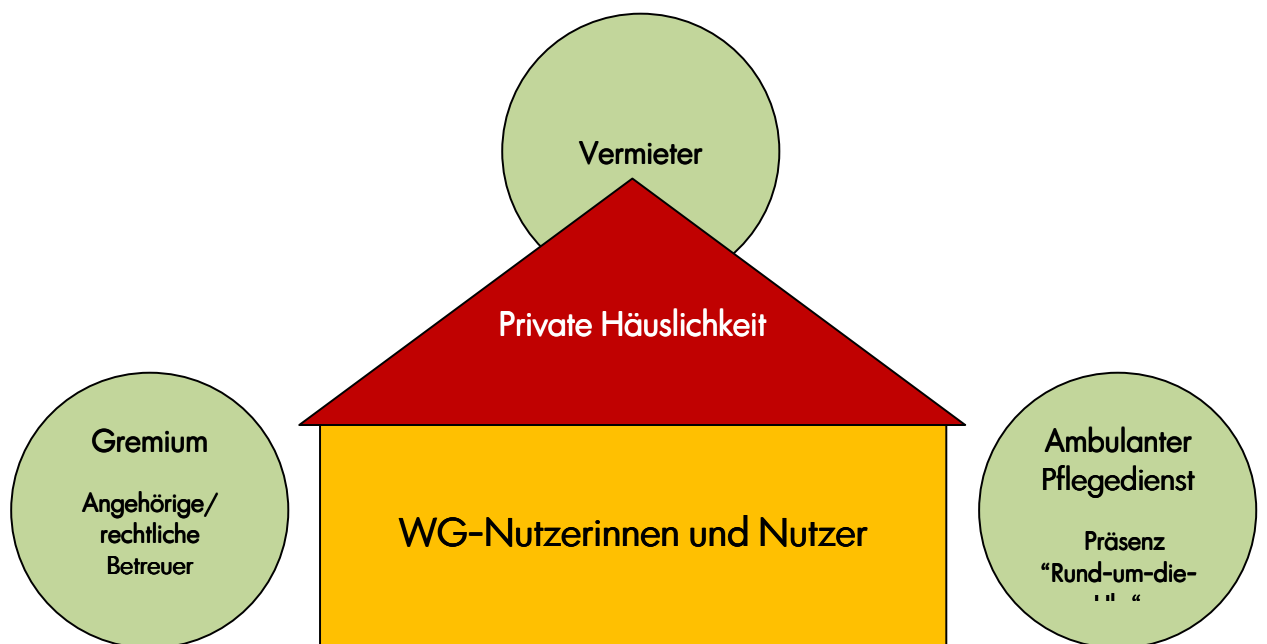 Vermieter
Private Häuslichkeit
Gremium
Angehörige/
rechtliche
Betreuer
WG-Nutzerinnen und Nutzer
Ambulanter
Pflegedienst
Präsenz
“Rund-um-die-